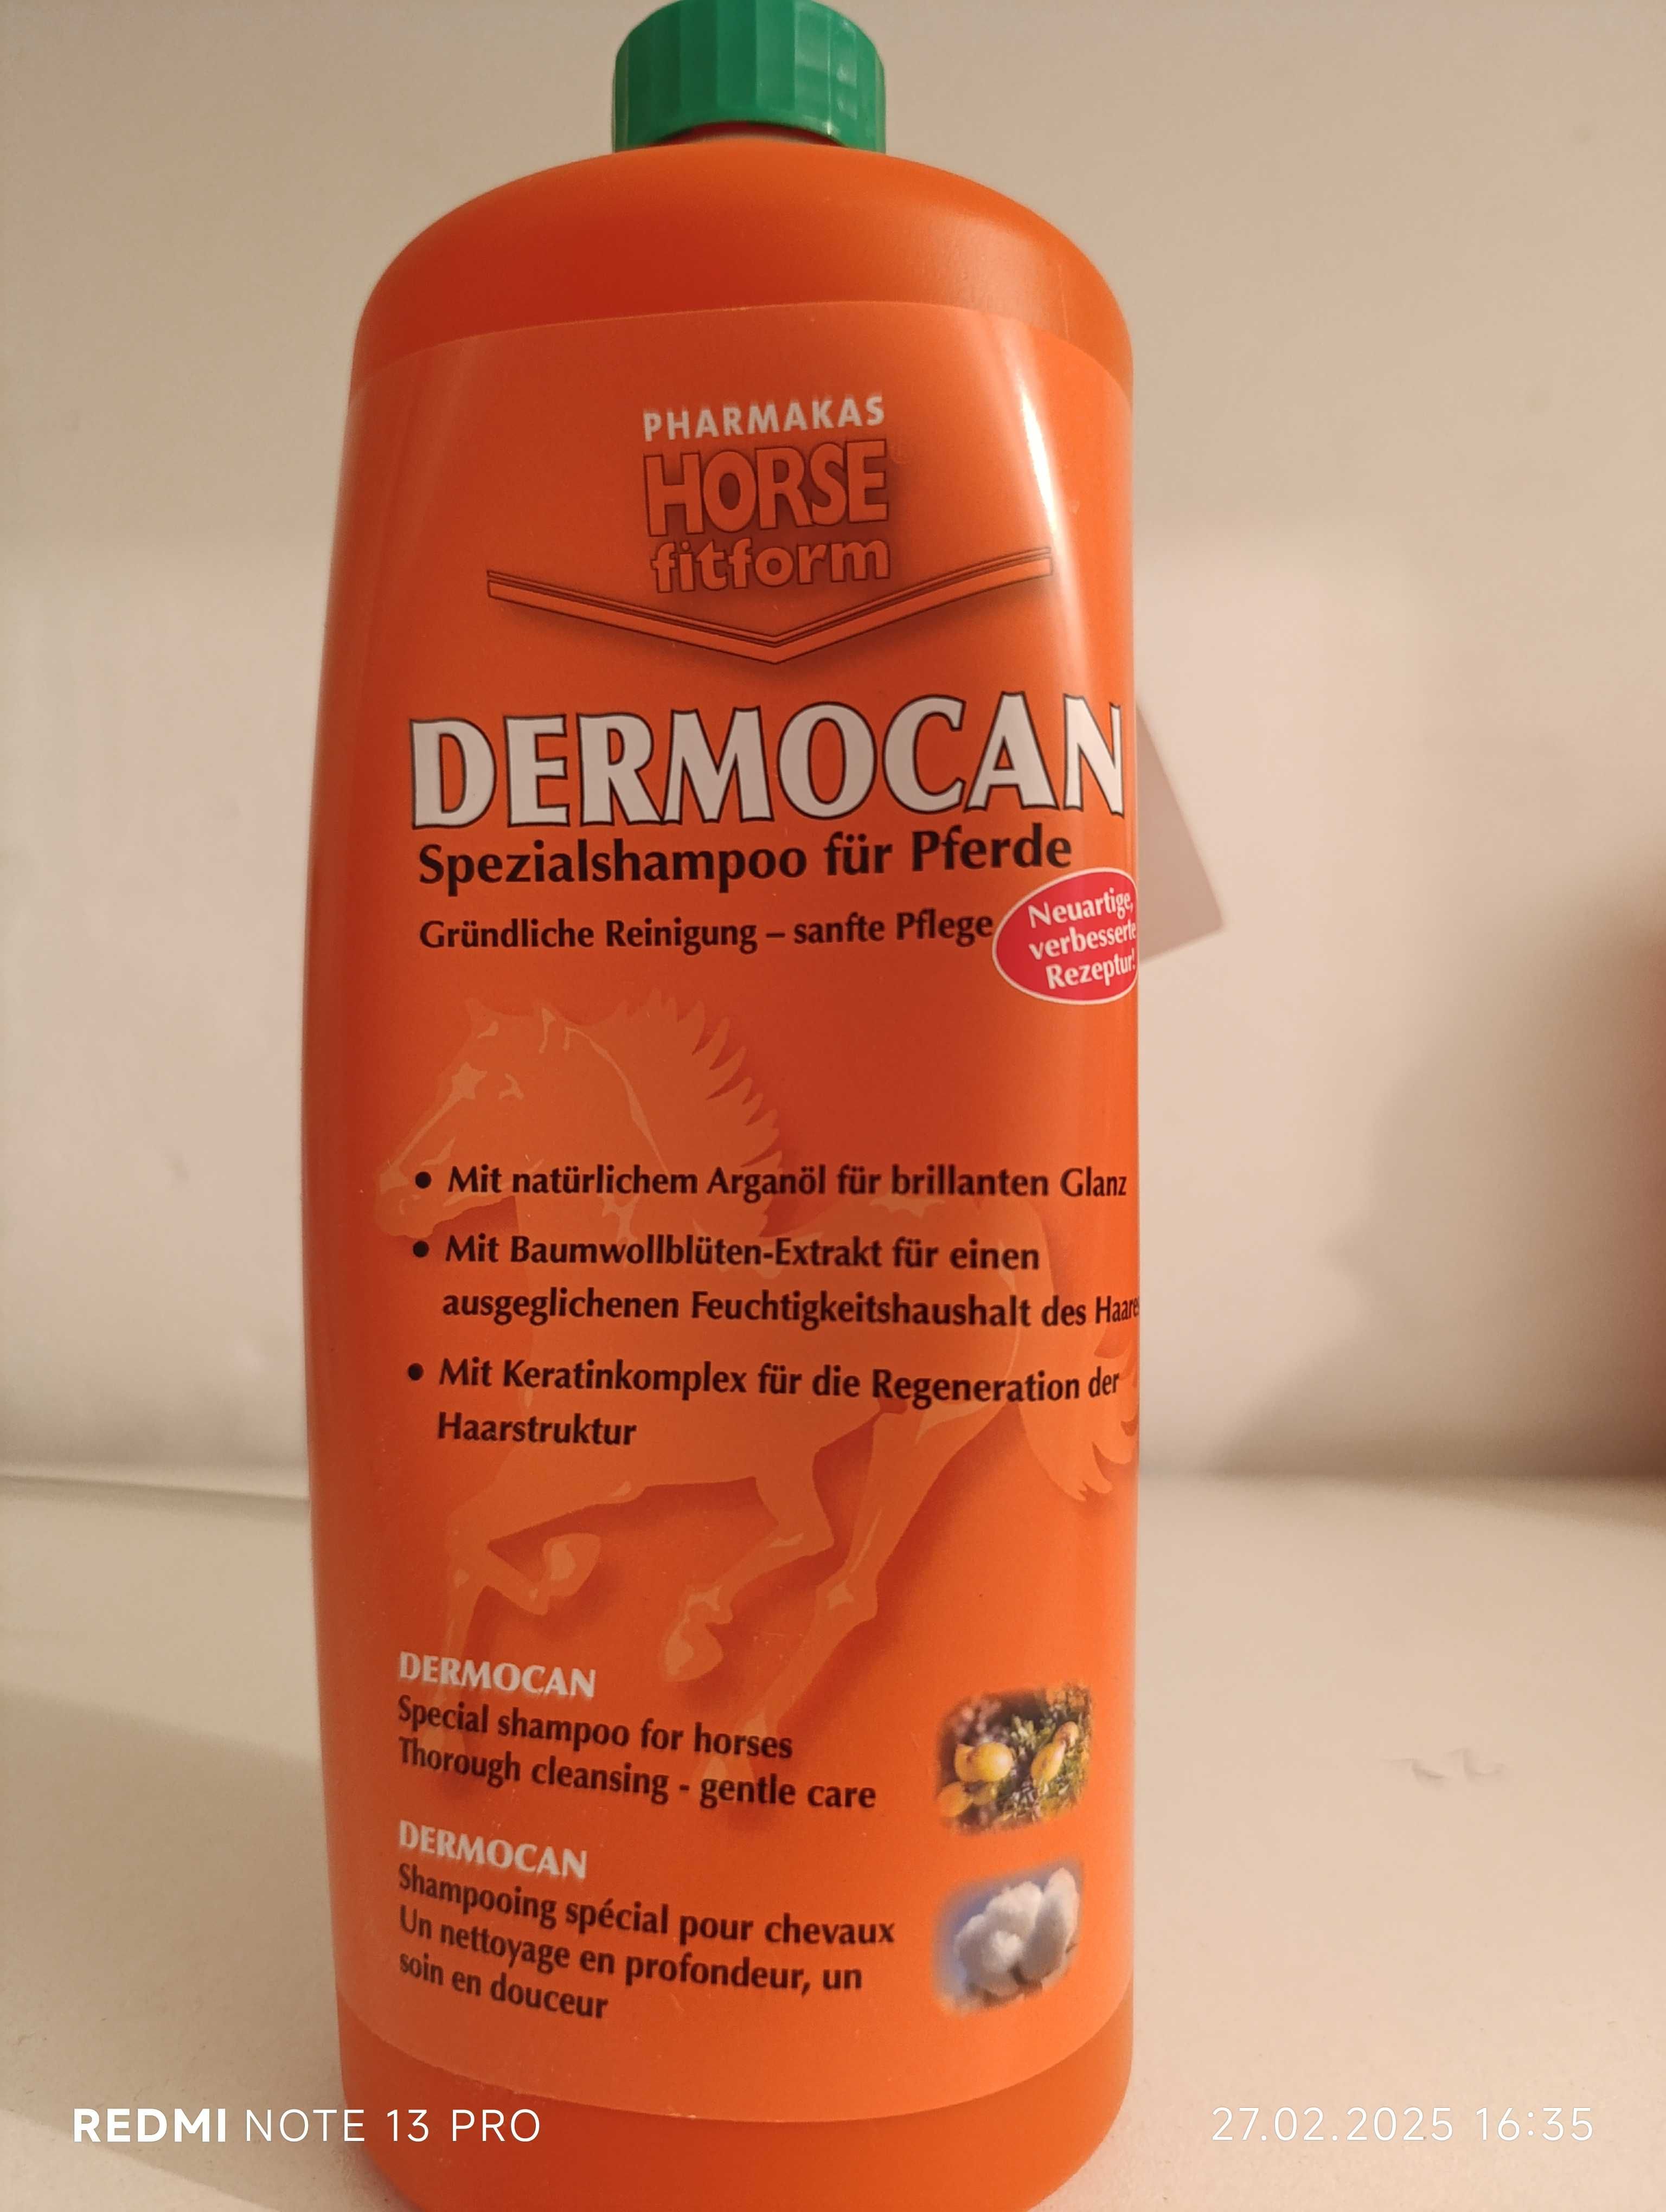 PHARMAKAS
HORSE
fitform
DERMOCAN
Spezialshampoo für Pferde
Gründliche Reinigung – sanfte Pflege
Neuartige,
verbesserte
Rezeptur!
• Mit natürlichem Arganöl für brillanten Glanz
• Mit Baumwollblüten-Extrakt für einen
ausgeglichenen Feuchtigkeitshaushalt des Haares
• Mit Keratinkomplex für die Regeneration der
Haarstruktur
DERMOCAN
Special shampoo for horses
Thorough cleansing - gentle care
DERMOCAN
Shampooing spécial pour chevaux
Un nettoyage en profondeur, un
soin en douceur
REDMI NOTE 13 PRO
27.02.2025 16:35